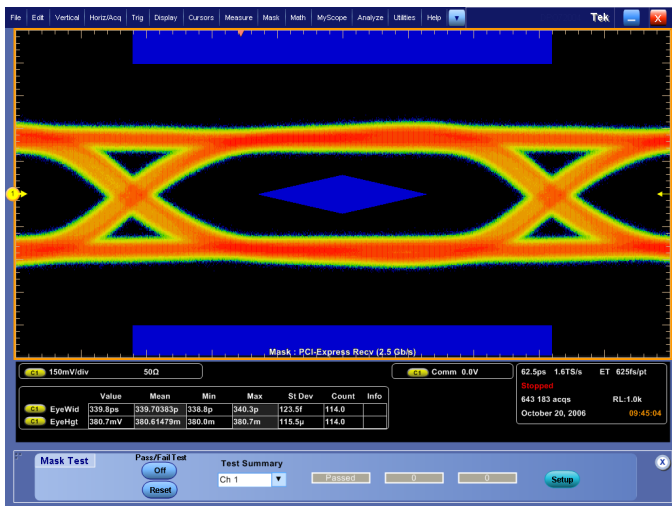 File Edit Vertical Horiz/Acq Trig Display Cursors Measure Mask Math MyScope Analyze Utilities Help Tek X
1
Mask : PCI-Express Recv (2.5 Gb/s)
C1 150mV/div 50Ω
C1 Comm 0.0V
62.5ps 1.6TS/s ET 625fs/pt
Stopped
643 183 acqs RL:1.0k
October 20, 2006 09:45:04
Value Mean Min Max St Dev Count Info
C1 EyeWid 339.8ps 339.70383p 338.8p 340.3p 123.5f 114.0
C1 EyeHgt 380.7mV 380.61479m 380.0m 380.7m 115.5µ 114.0
Mask Test
Pass/Fail Test
Off
Reset
Test Summary
Ch 1
Passed 0 0
Setup
X